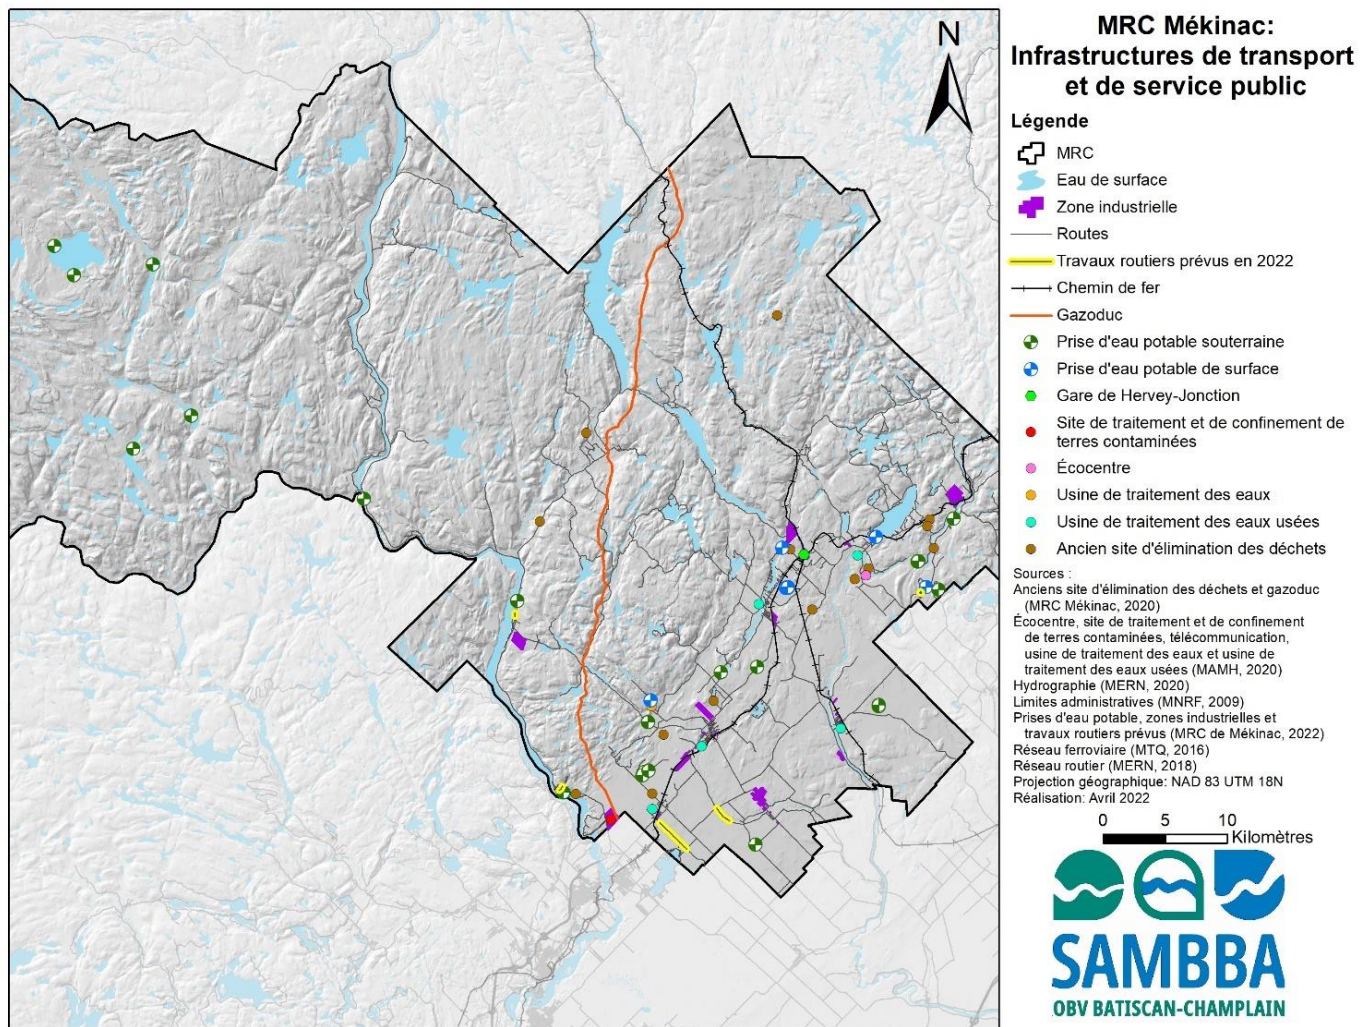 N
MRC Mékinac:
Infrastructures de transport
et de service public
Légende
MRC
Eau de surface
Zone industrielle
Routes
Travaux routiers prévus en 2022
Chemin de fer
Gazoduc
Prise d'eau potable souterraine
Prise d'eau potable de surface
Gare de Hervey-Jonction
Site de traitement et de confinement de
terres contaminées
Écocentre
Usine de traitement des eaux
Usine de traitement des eaux usées
Ancien site d'élimination des déchets
Sources :
Anciens site d'élimination des déchets et gazoduc
(MRC Mékinac, 2020)
Écocentre, site de traitement et de confinement
de terres contaminées, télécommunication,
usine de traitement des eaux et usine de
traitement des eaux usées (MAMH, 2020)
Hydrographie (MERN, 2020)
Limites administratives (MNRF, 2009)
Prises d'eau potable, zones industrielles et
travaux routiers prévus (MRC de Mékinac, 2022)
Réseau ferroviaire (MTQ, 2016)
Réseau routier (MERN, 2018)
Projection géographique: NAD 83 UTM 18N
Réalisation: Avril 2022
0 5 10
Kilomètres
SAMBBA
OBV BATISCAN-CHAMPLAIN